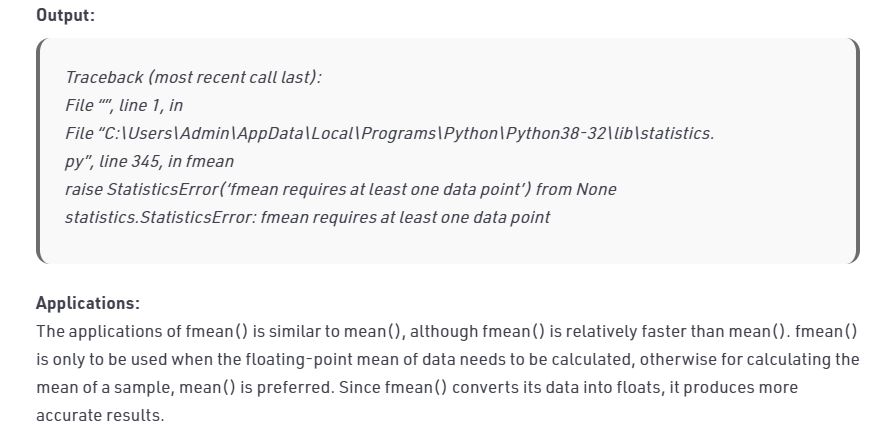 Output:
Traceback (most recent call last):
File “”, line 1, in
File “C:\Users\Admin\AppData\Local\Programs\Python\Python38-32\lib\statistics.
py”, line 345, in fmean
raise StatisticsError(‘fmean requires at least one data point’) from None
statistics.StatisticsError: fmean requires at least one data point
Applications:
The applications of fmean() is similar to mean(), although fmean() is relatively faster than mean(). fmean()
is only to be used when the floating-point mean of data needs to be calculated, otherwise for calculating the
mean of a sample, mean() is preferred. Since fmean() converts its data into floats, it produces more
accurate results.